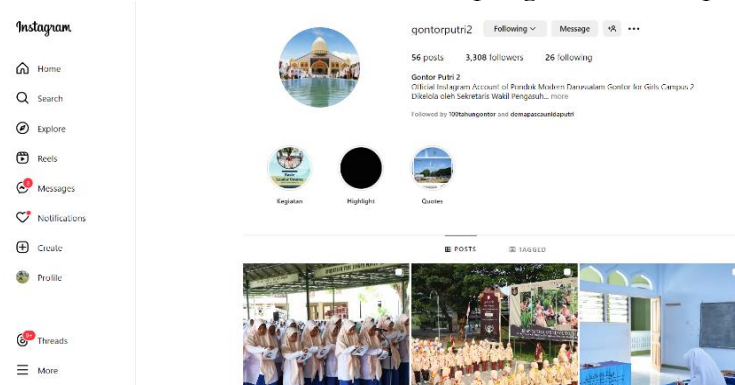 Instagram
Home
Search
Explore
Reels
Messages
Notifications
Create
Profile
Threads
More
gontorputri2 Following Message
56 posts 3,308 followers 26 following
Gontor Putri 2
Official Instagram Account of Pondok Modern Darussalam Gontor for Girls Campus 2
Dikelola oleh Sekretaris Wakil Pengasuh... more
Followed by 100tahungontor and demapascaunidaputri
Kegiatan Highlight Quotes
POSTS TAGGED